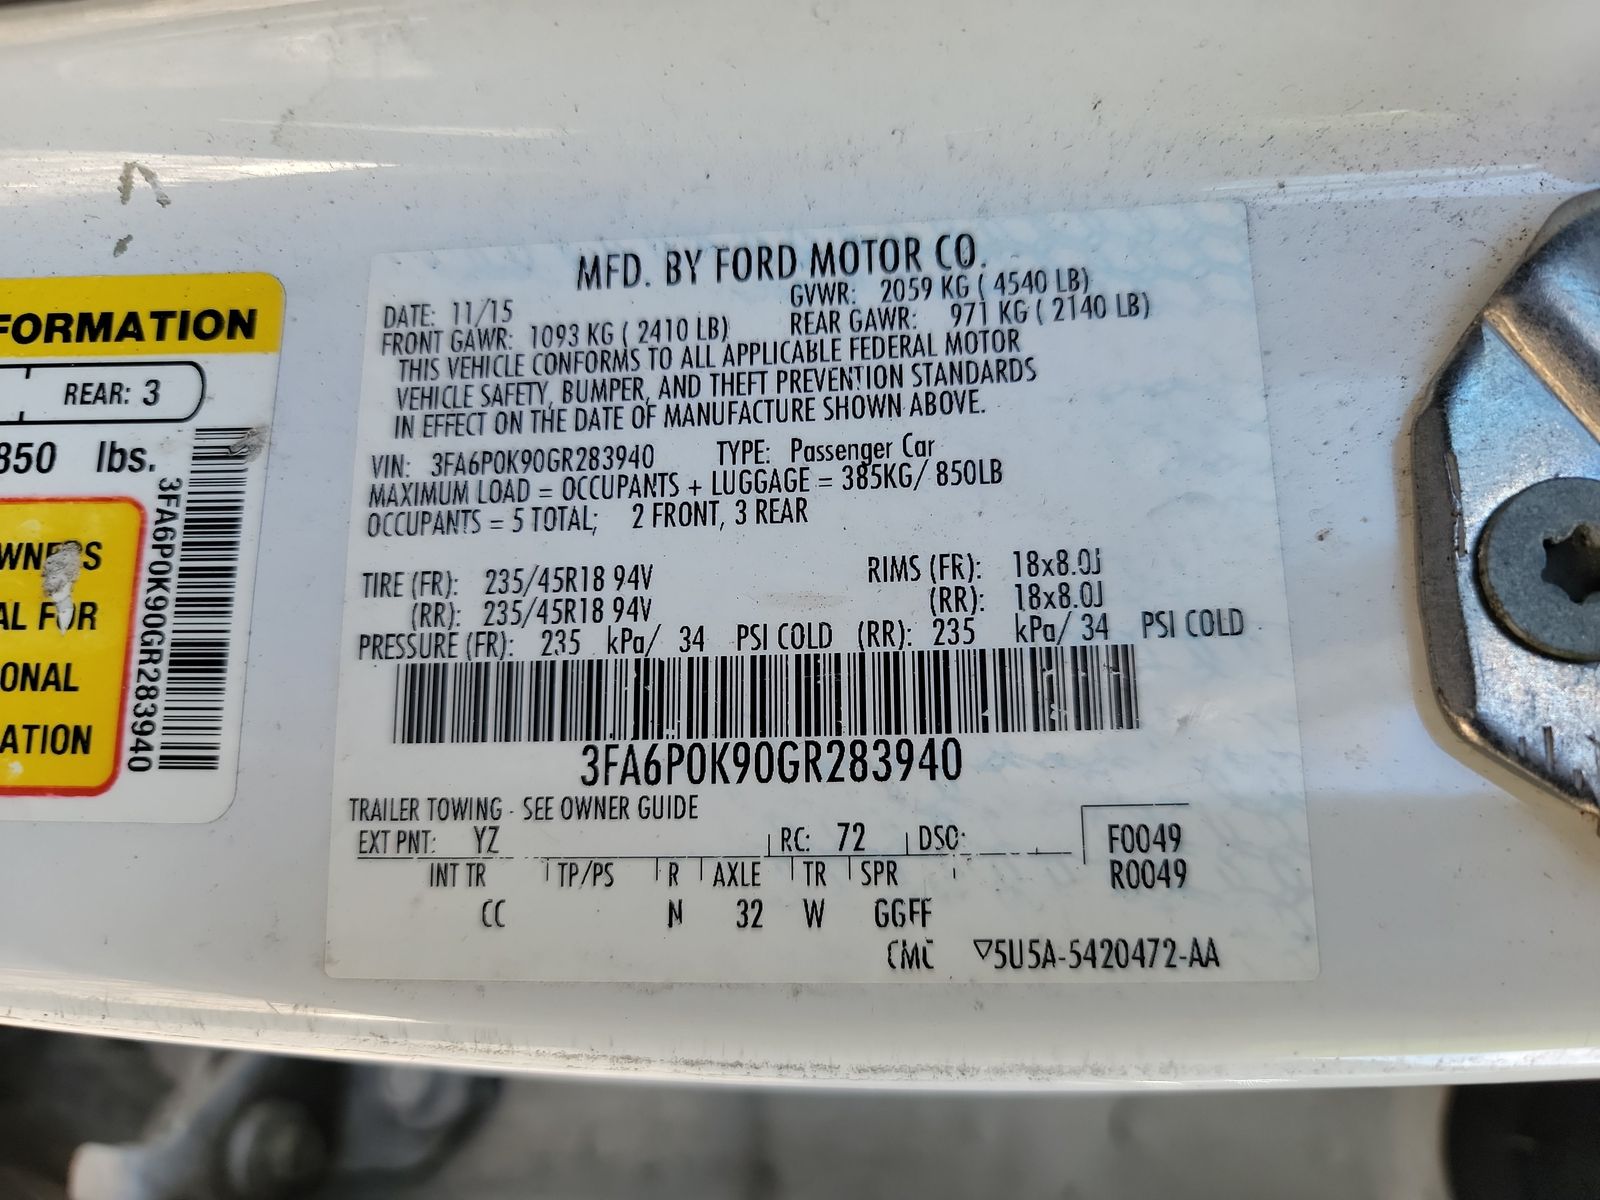 FORMATION
REAR: 3
850 lbs.
3FA6P0K90GR283940
WNERS
AL FOR
ONAL
ATION
MFD. BY FORD MOTOR CO.
DATE: 11/15 GVWR: 2059 KG ( 4540 LB)
FRONT GAWR: 1093 KG ( 2410 LB) REAR GAWR: 971 KG ( 2140 LB)
THIS VEHICLE CONFORMS TO ALL APPLICABLE FEDERAL MOTOR
VEHICLE SAFETY, BUMPER, AND THEFT PREVENTION STANDARDS
IN EFFECT ON THE DATE OF MANUFACTURE SHOWN ABOVE.
VIN: 3FA6P0K90GR283940 TYPE: Passenger Car
MAXIMUM LOAD = OCCUPANTS + LUGGAGE = 385KG/ 850LB
OCCUPANTS = 5 TOTAL; 2 FRONT, 3 REAR
TIRE (FR): 235/45R18 94V RIMS (FR): 18x8.0J
(RR): 235/45R18 94V (RR): 18x8.0J
PRESSURE (FR): 235 kPa/ 34 PSI COLD (RR): 235 kPa/ 34 PSI COLD
3FA6P0K90GR283940
TRAILER TOWING - SEE OWNER GUIDE
EXT PNT: YZ RC: 72 DSO: F0049
INT TR TP/PS R AXLE TR SPR R0049
CC N 32 W GGFF
CMC ▽5U5A-5420472-AA